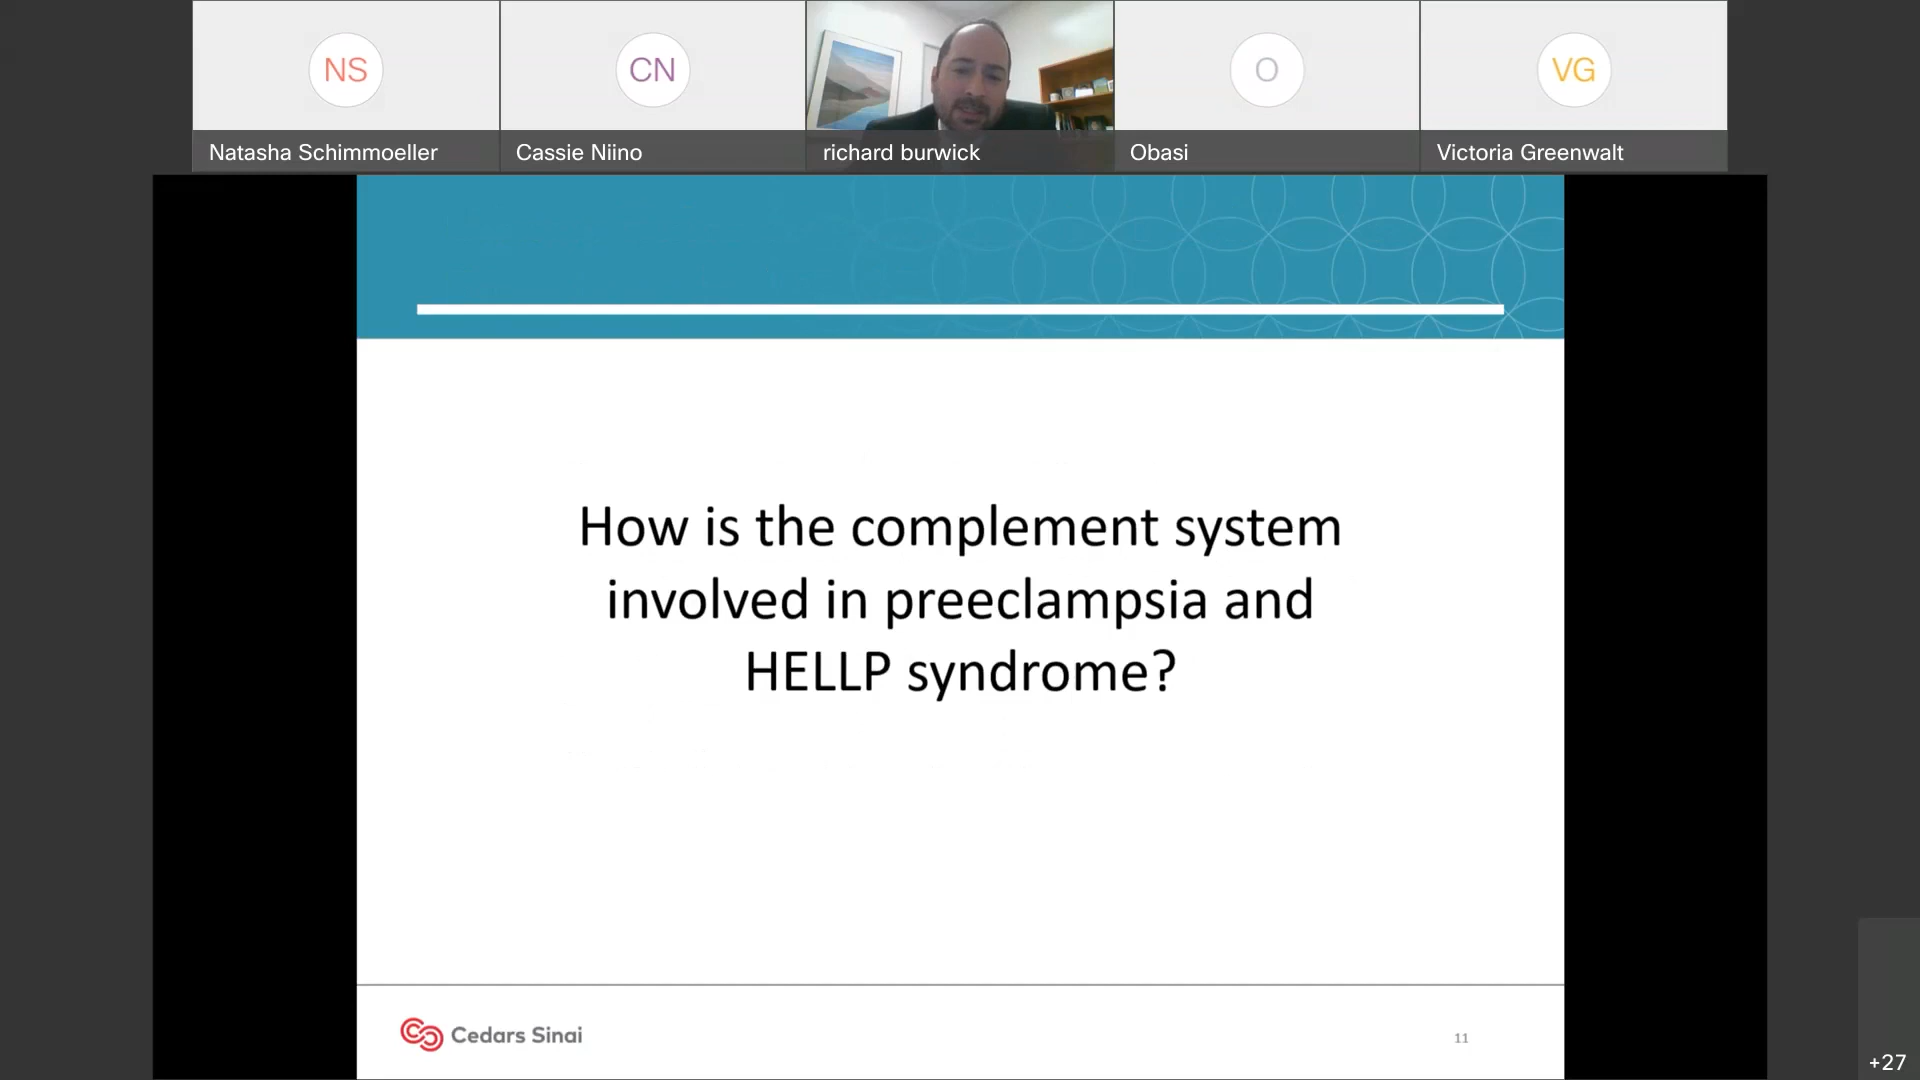 NS
CN
O
VG
Natasha Schimmoeller
Cassie Niino
richard burwick
Obasi
Victoria Greenwalt
How is the complement system
involved in preeclampsia and
HELLP syndrome?
Cedars Sinai
11
+27